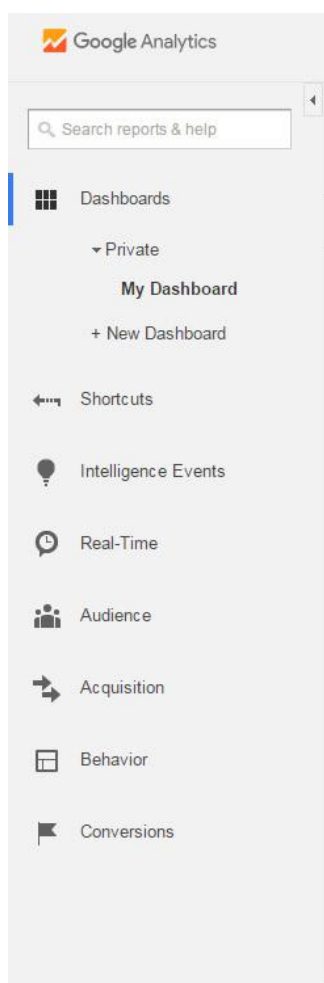 Google Analytics
Search reports & help
Dashboards
Private
My Dashboard
+ New Dashboard
Shortcuts
Intelligence Events
Real-Time
Audience
Acquisition
Behavior
Conversions